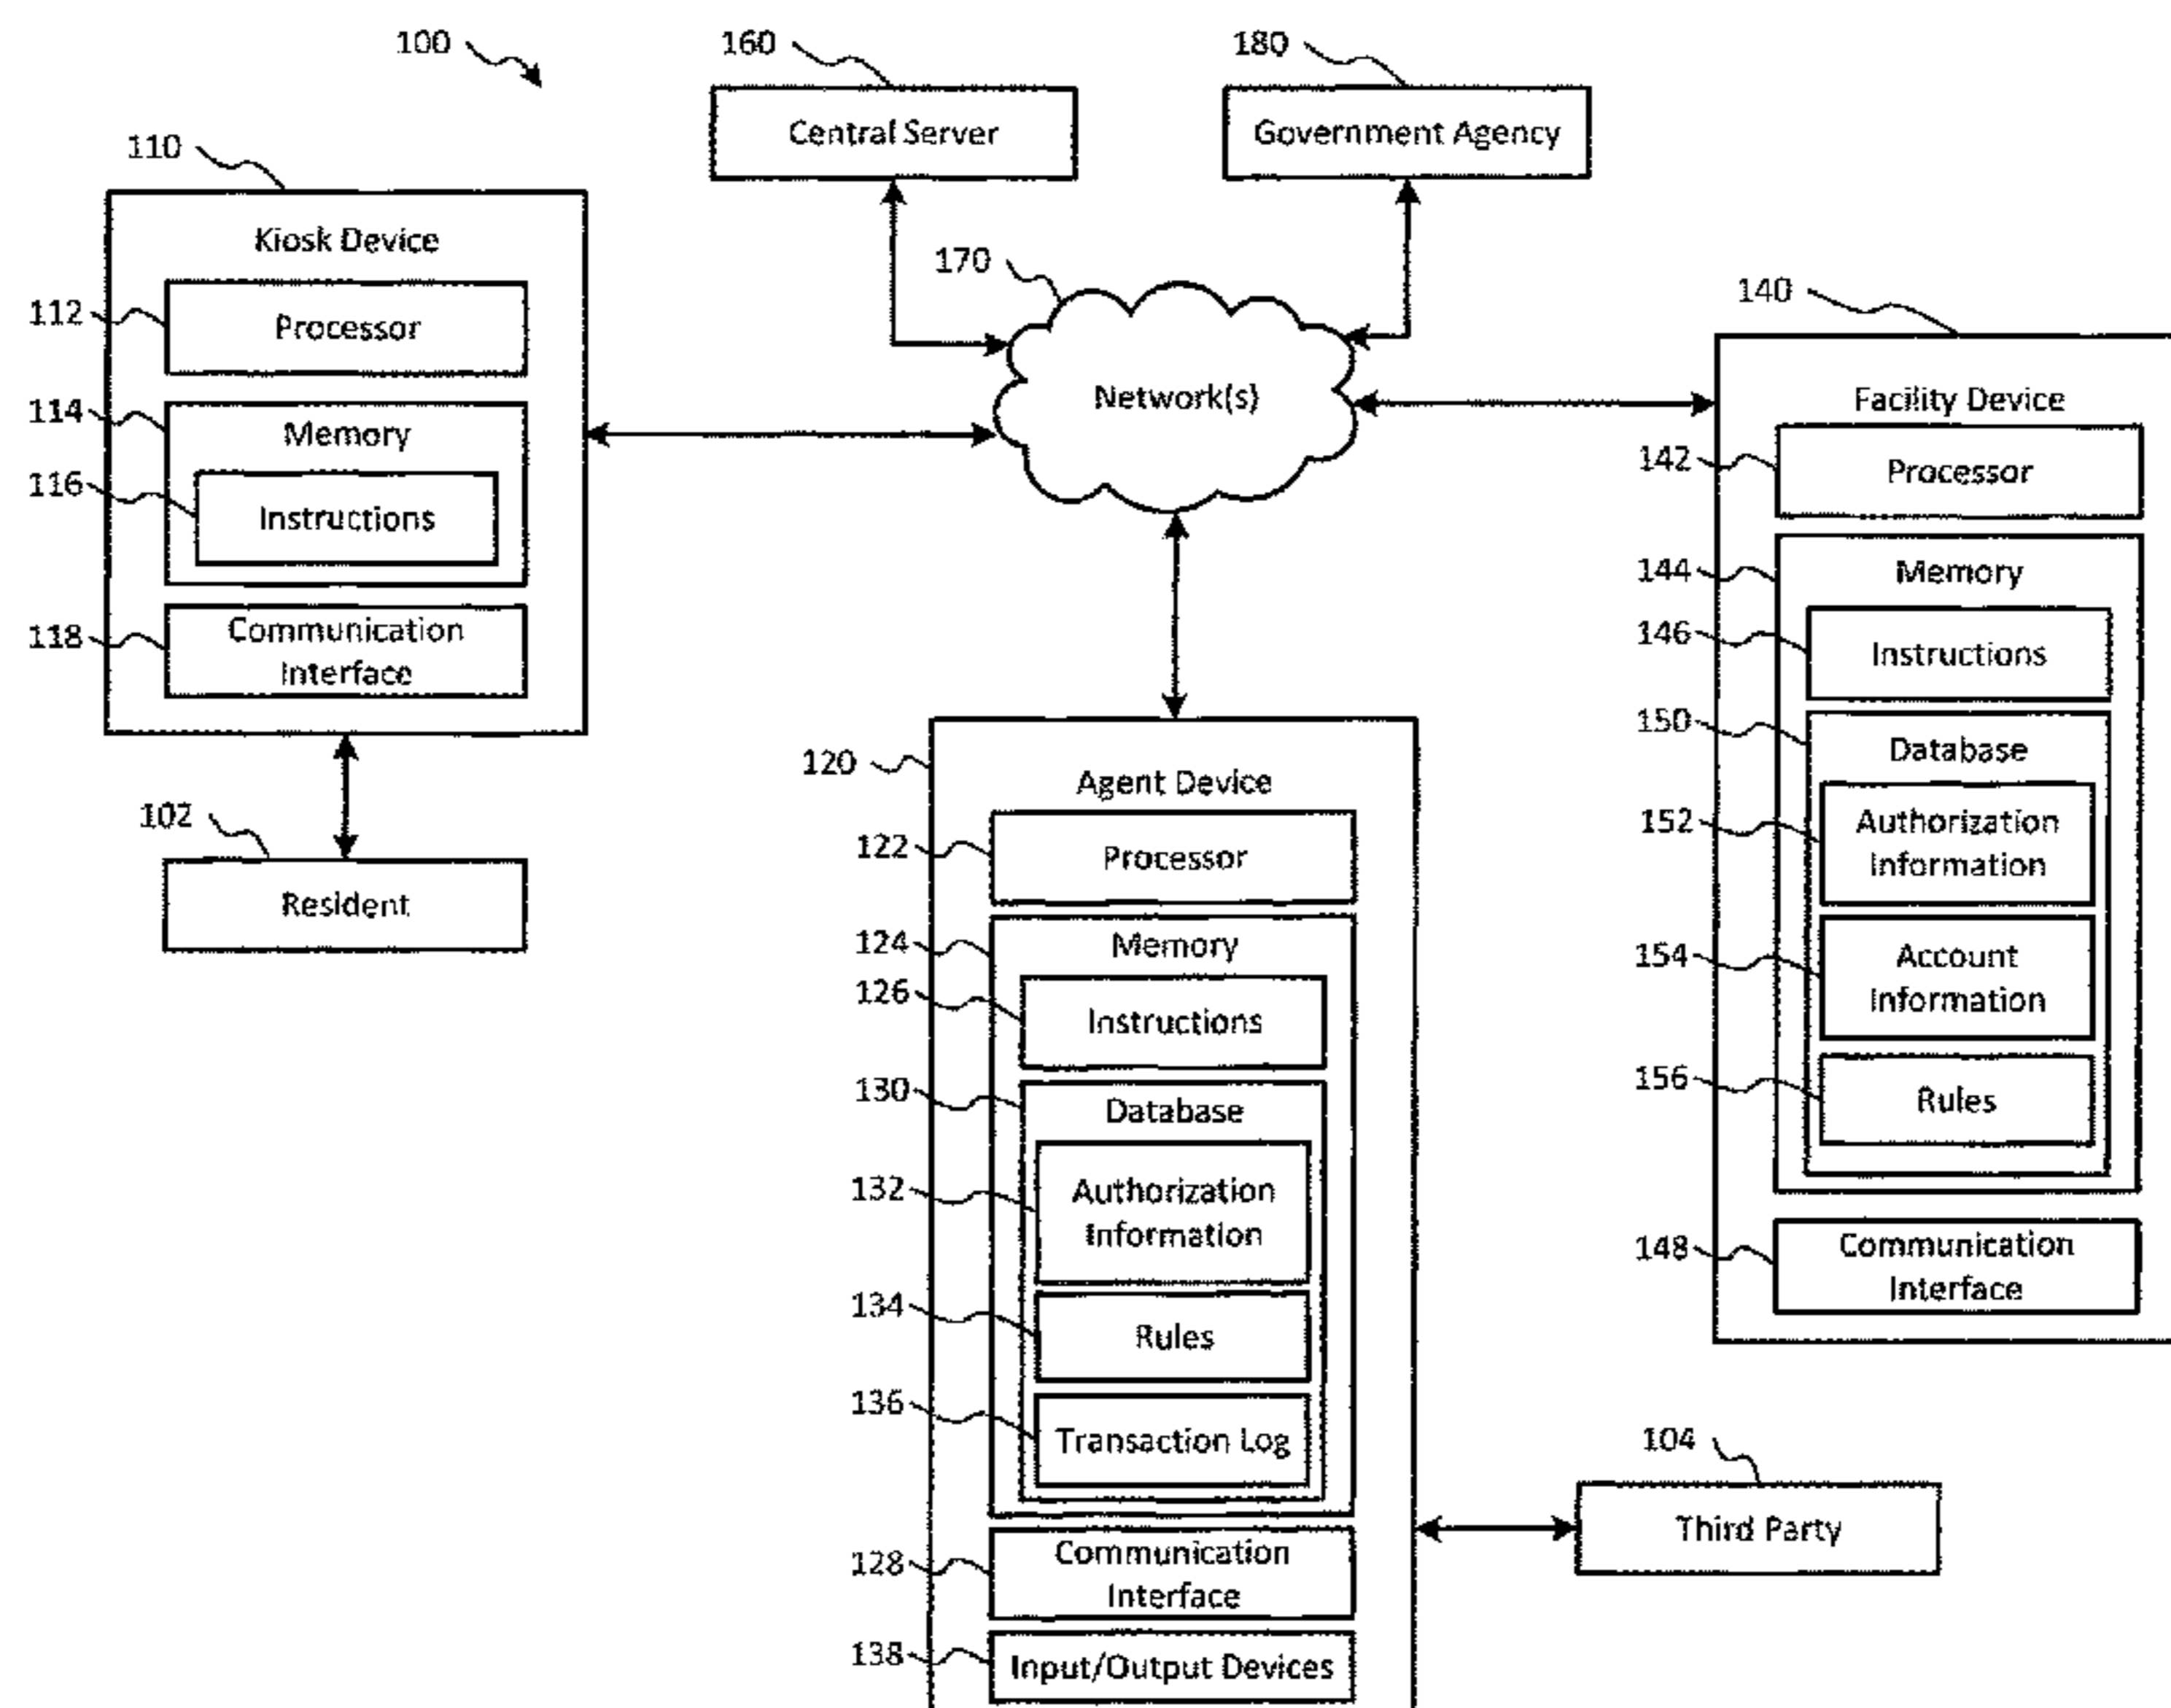 100
160
180
Central Server
Government Agency
110
Kiosk Device
112
Processor
114
Memory
116
Instructions
118
Communication
Interface
102
Resident
170
Network(s)
140
Facility Device
142
Processor
144
Memory
146
Instructions
150
Database
152
Authorization
Information
154
Account
Information
156
Rules
148
Communication
Interface
120
Agent Device
122
Processor
124
Memory
126
Instructions
130
Database
132
Authorization
Information
134
Rules
136
Transaction Log
128
Communication
Interface
138
Input/Output Devices
104
Third Party